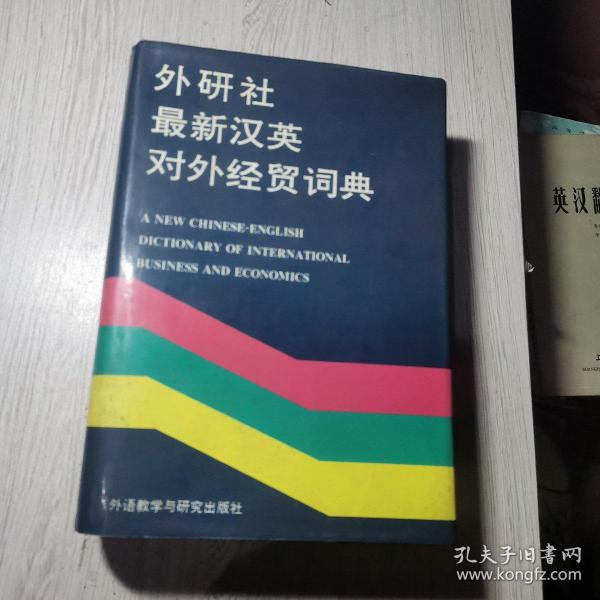 外研社
最新汉英
对外经贸词典
A NEW CHINESE-ENGLISH
DICTIONARY OF INTERNATIONAL
BUSINESS AND ECONOMICS
外语教学与研究出版社
英汉翻
孔夫子旧书网
www.kongfz.com